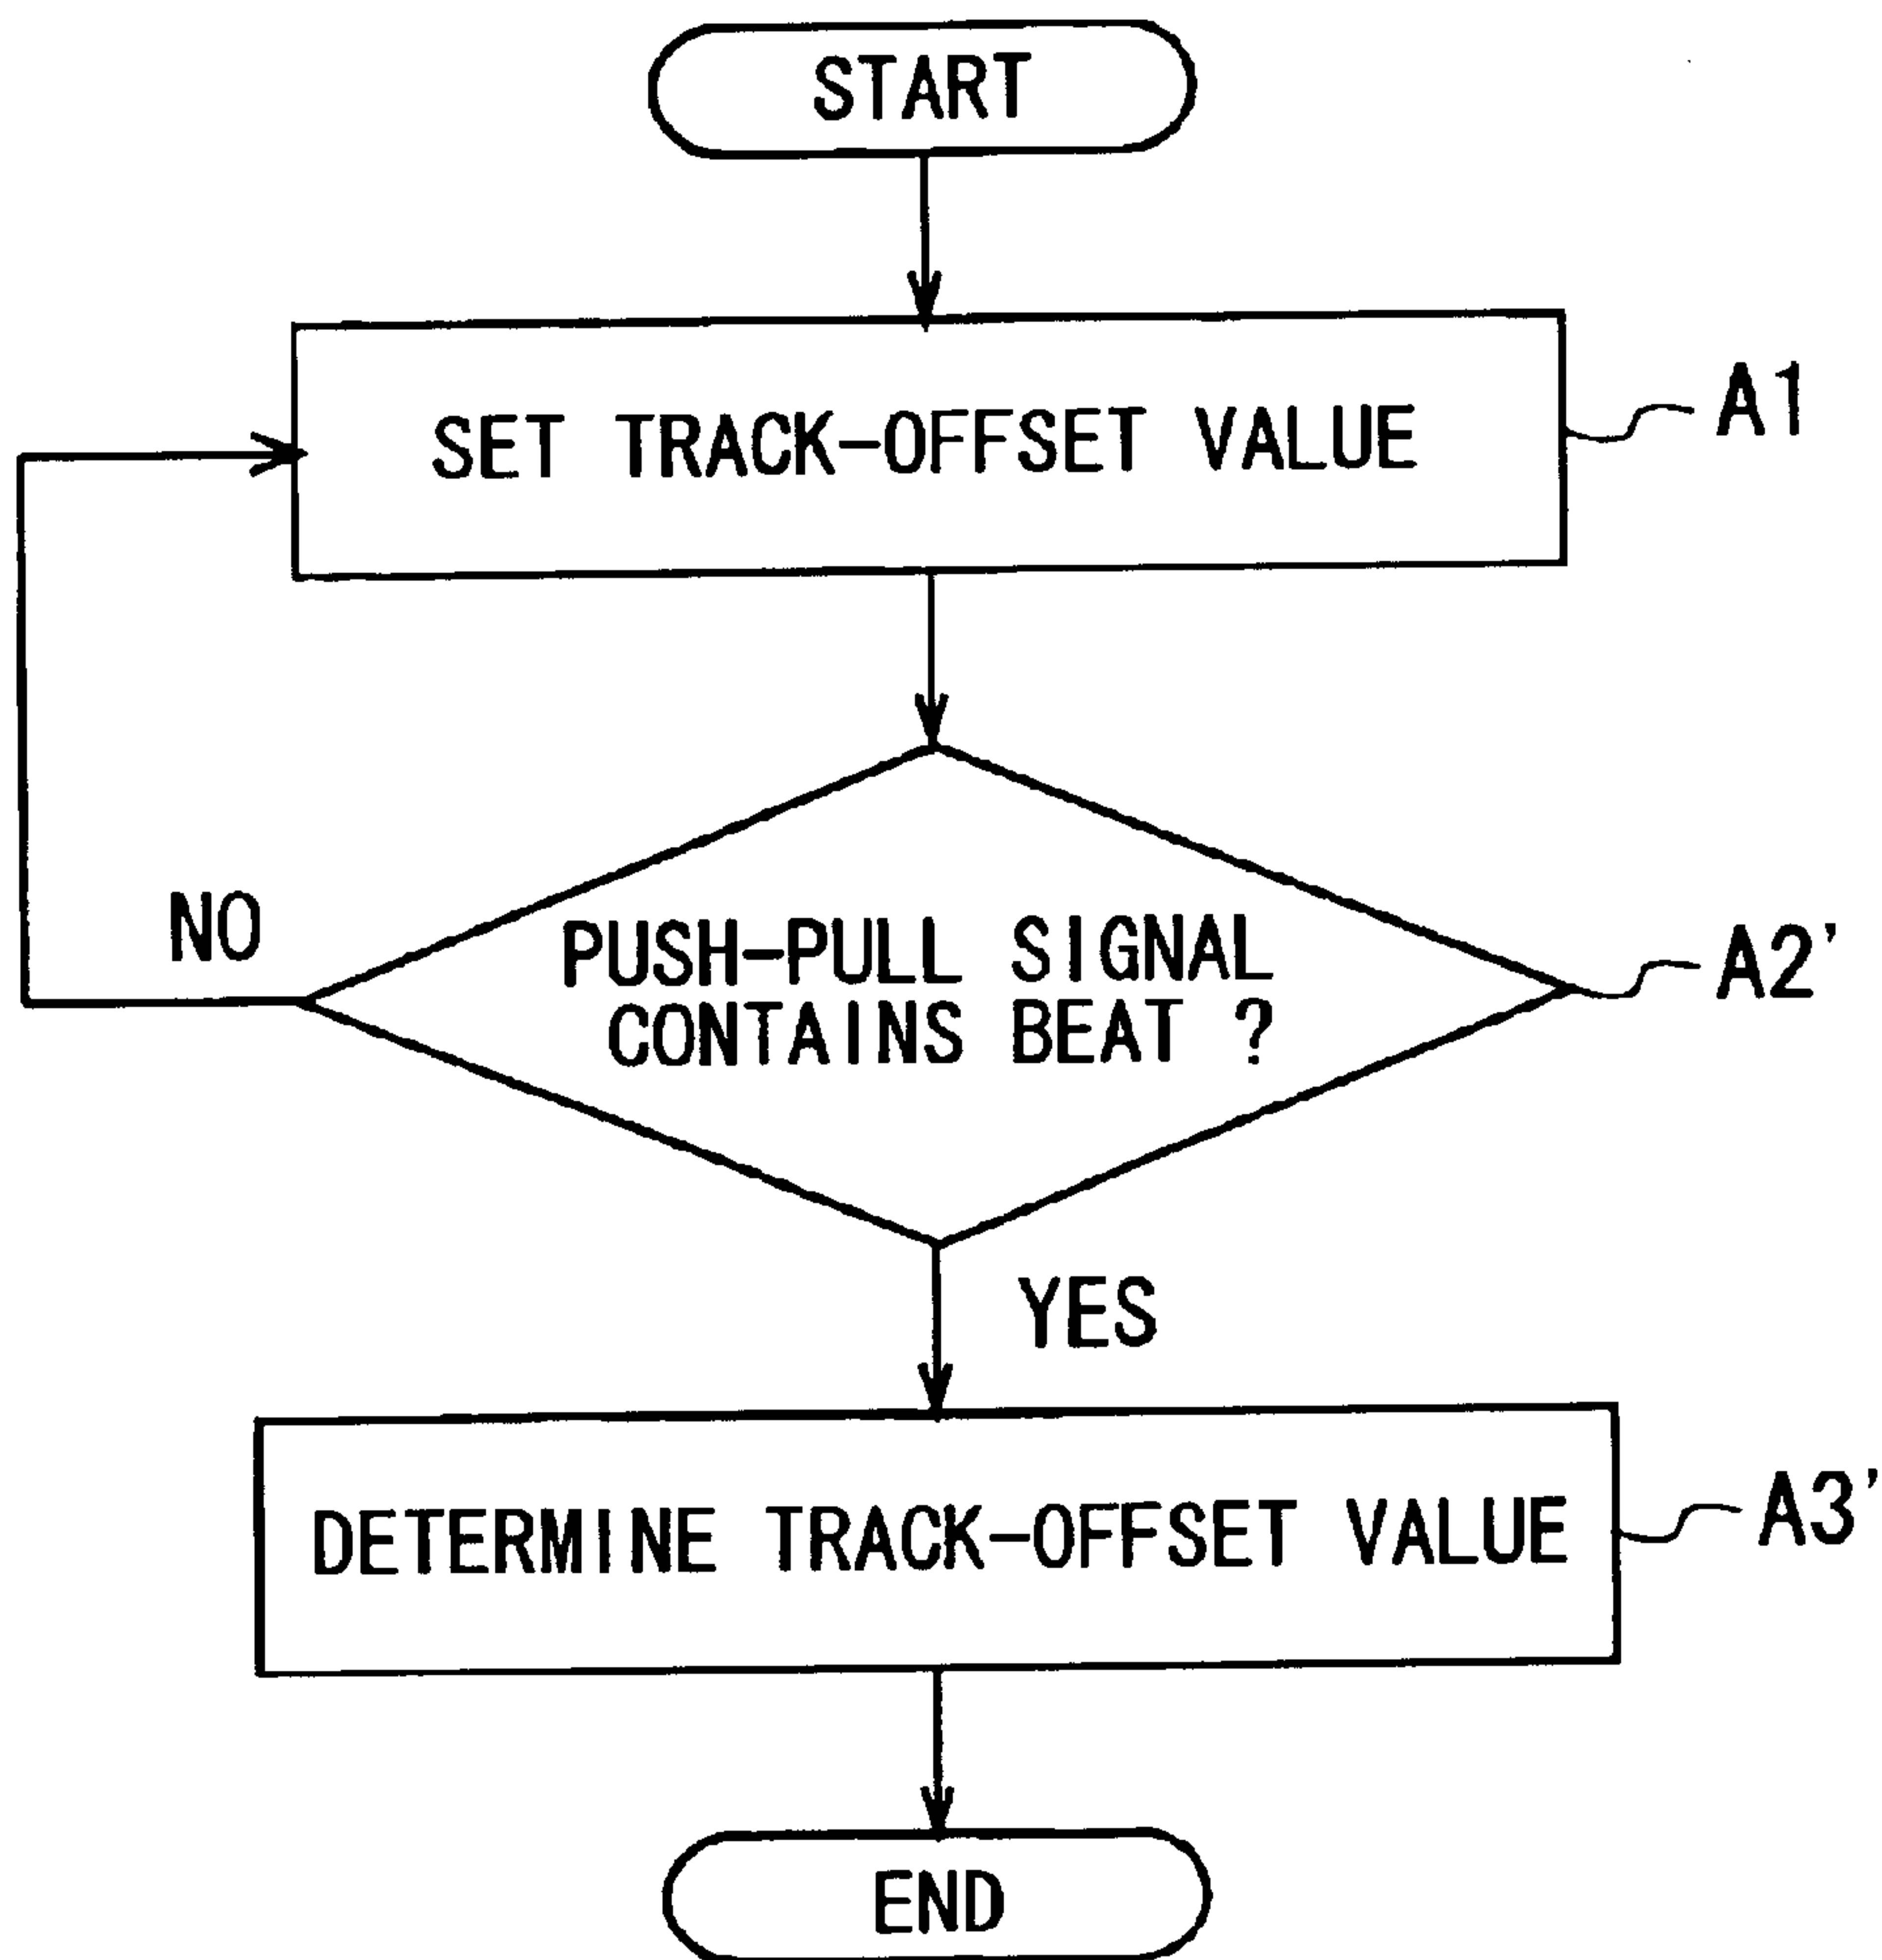 START
SET TRACK-OFFSET VALUE
A1
NO
PUSH-PULL SIGNAL
CONTAINS BEAT ?
A2'
YES
DETERMINE TRACK-OFFSET VALUE
A3'
END